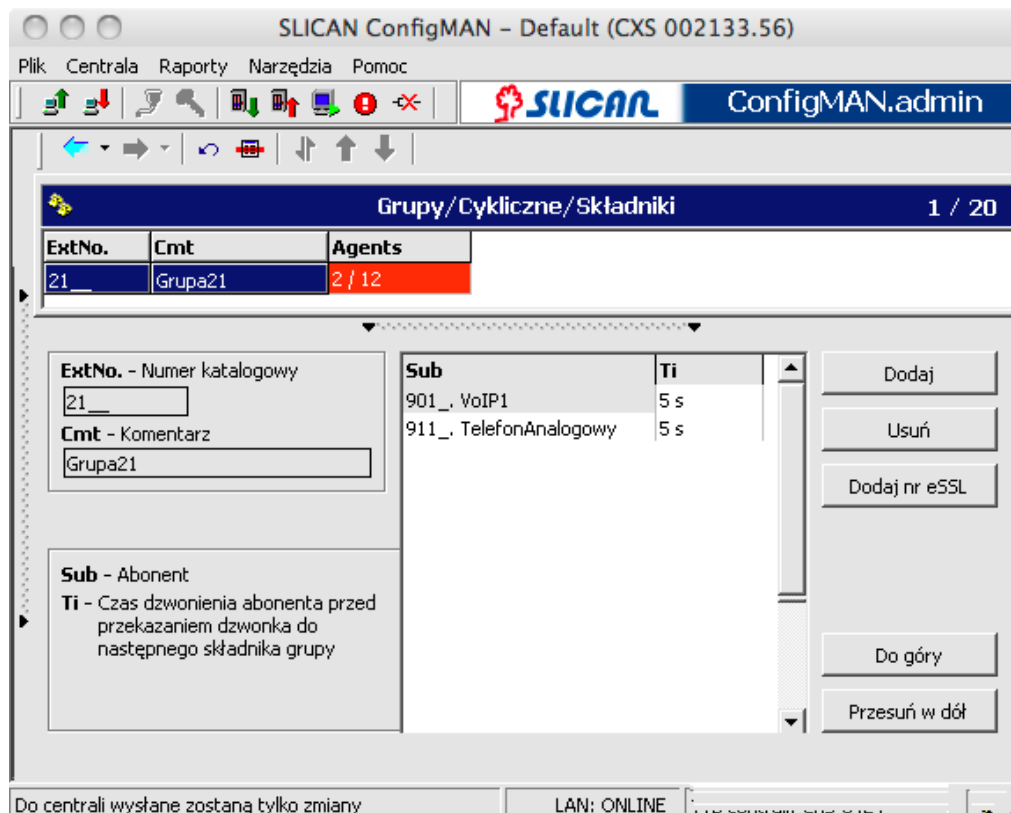 SLICAN ConfigMAN – Default (CXS 002133.56)
Plik Centrala Raporty Narzędzia Pomoc
SLICAN ConfigMAN.admin
Grupy/Cykliczne/Składniki 1 / 20
ExtNo. Cmt Agents
21__ Grupa21 2 / 12
ExtNo. - Numer katalogowy
21__
Cmt - Komentarz
Grupa21
Sub - Abonent
Ti - Czas dzwonienia abonenta przed
przekazaniem dzwonka do
następnego składnika grupy
Sub Ti
901_. VoIP1 5 s
911_. TelefonAnalogowy 5 s
Dodaj
Usuń
Dodaj nr eSSL
Do góry
Przesuń w dół
Do centrali wysłane zostaną tylko zmiany LAN: ONLINE